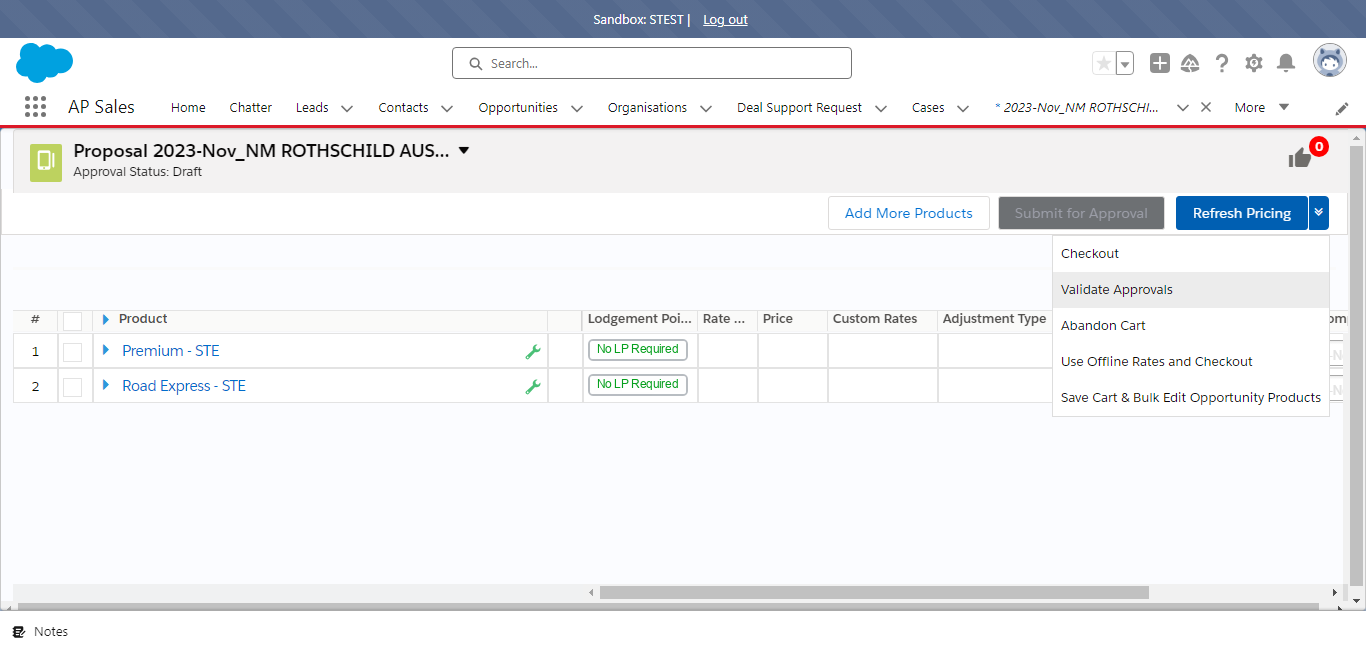 Sandbox: STEST | Log out
Search...
AP Sales Home Chatter Leads Contacts Opportunities Organisations Deal Support Request Cases * 2023-Nov_NM ROTHSCHI... More
Proposal 2023-Nov_NM ROTHSCHILD AUS...
0
Approval Status: Draft
Add More Products Submit for Approval Refresh Pricing
Checkout
Validate Approvals
Abandon Cart
Use Offline Rates and Checkout
Save Cart & Bulk Edit Opportunity Products
# Product Lodgement Poi... Rate ... Price Custom Rates Adjustment Type
1 Premium - STE No LP Required
2 Road Express - STE No LP Required
Notes